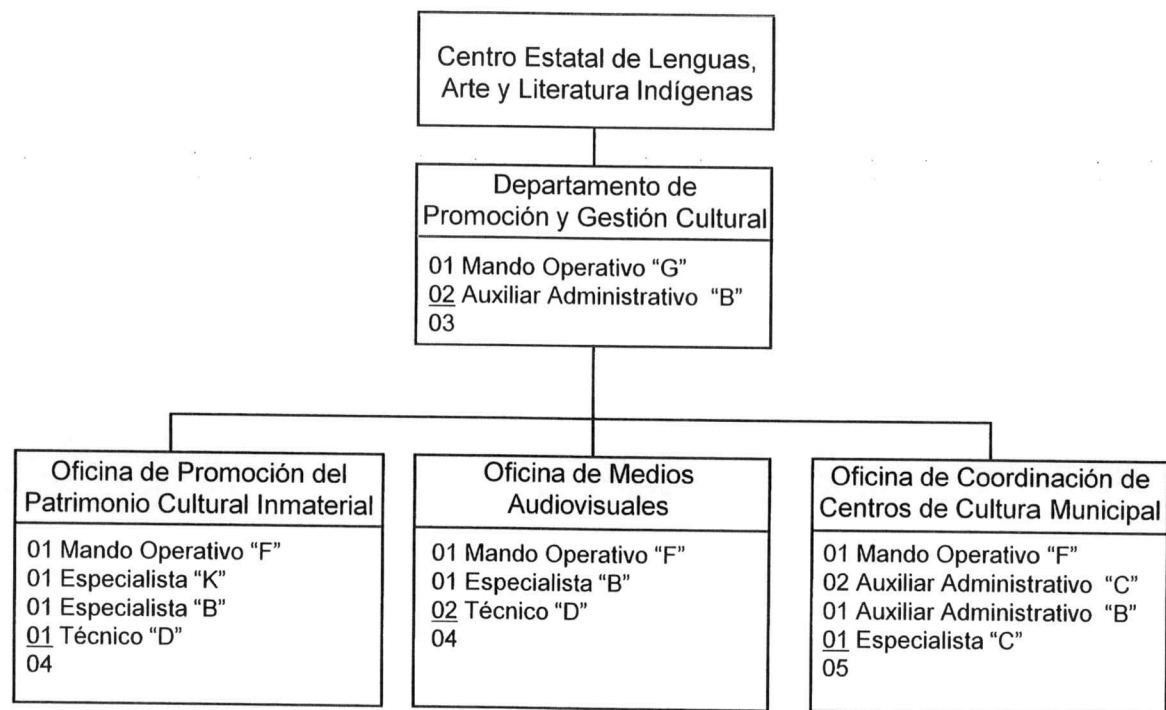 Centro Estatal de Lenguas,
Arte y Literatura Indígenas
Departamento de
Promoción y Gestión Cultural
01 Mando Operativo “G”
02 Auxiliar Administrativo “B”
03
Oficina de Promoción del
Patrimonio Cultural Inmaterial
01 Mando Operativo “F”
01 Especialista “K”
01 Especialista “B”
01 Técnico “D”
04
Oficina de Medios
Audiovisuales
01 Mando Operativo “F”
01 Especialista “B”
02 Técnico “D”
04
Oficina de Coordinación de
Centros de Cultura Municipal
01 Mando Operativo “F”
02 Auxiliar Administrativo “C”
01 Auxiliar Administrativo “B”
01 Especialista “C”
05